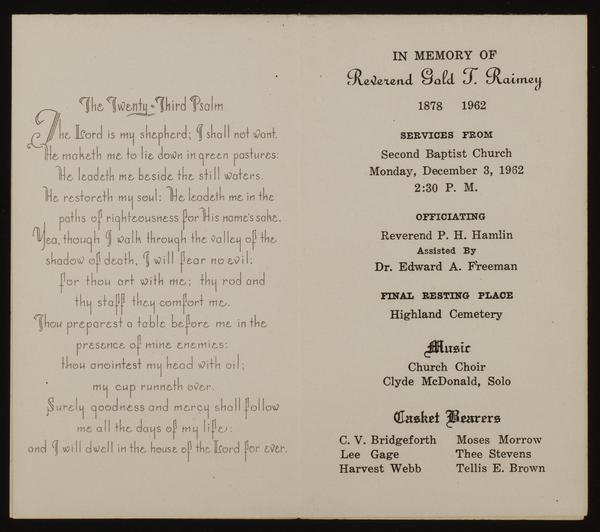 The Twenty-Third Psalm
The Lord is my shepherd; I shall not want.
He maketh me to lie down in green pastures:
He leadeth me beside the still waters.
He restoreth my soul: He leadeth me in the
paths of righteousness for His name's sake.
Yea, though I walk through the valley of the
shadow of death, I will fear no evil:
for thou art with me; thy rod and
thy staff they comfort me.
Thou preparest a table before me in the
presence of mine enemies:
thou anointest my head with oil;
my cup runneth over.
Surely goodness and mercy shall follow
me all the days of my life:
and I will dwell in the house of the Lord for ever.
IN MEMORY OF
Reverend Gold T. Raimey
1878 1962
SERVICES FROM
Second Baptist Church
Monday, December 3, 1962
2:30 P. M.
OFFICIATING
Reverend P. H. Hamlin
Assisted By
Dr. Edward A. Freeman
FINAL RESTING PLACE
Highland Cemetery
Music
Church Choir
Clyde McDonald, Solo
Casket Bearers
C. V. Bridgeforth Moses Morrow
Lee Gage Thee Stevens
Harvest Webb Tellis E. Brown